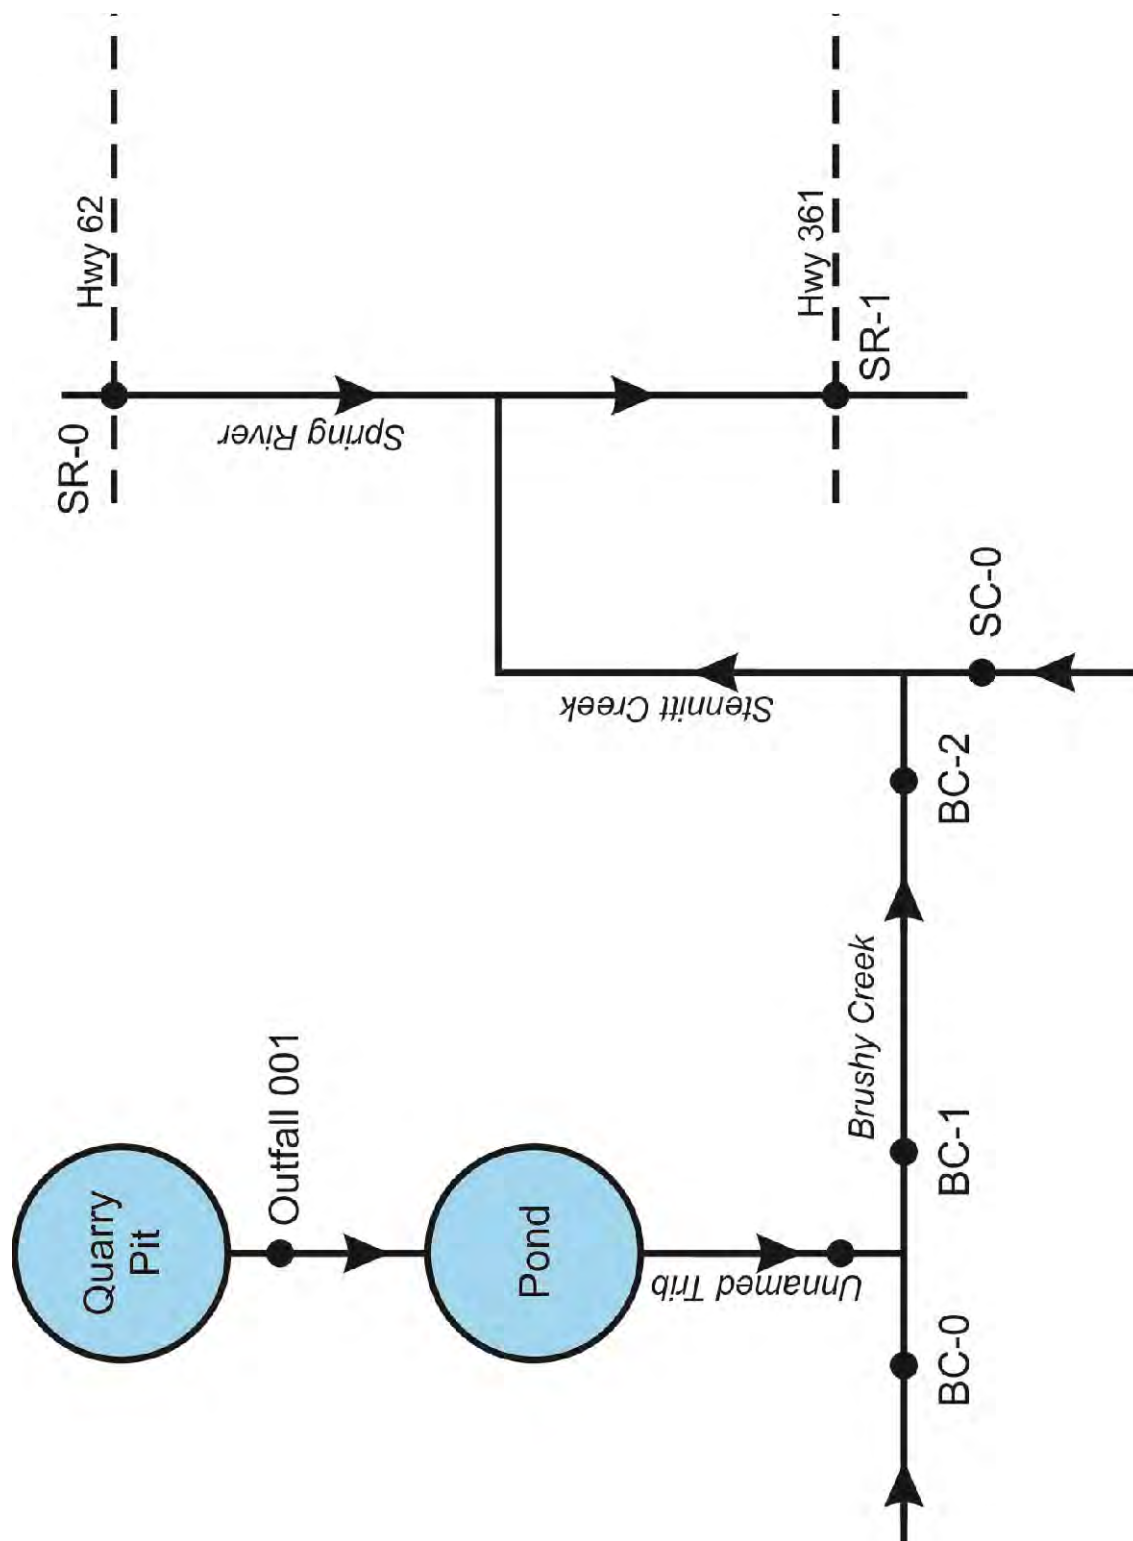 Hwy 62
SR-0
Spring River
Hwy 361
SR-1
SC-0
Stennitt Creek
BC-2
Brushy Creek
BC-1
BC-0
Quarry
Pit
Outfall 001
Pond
Unnamed Trib